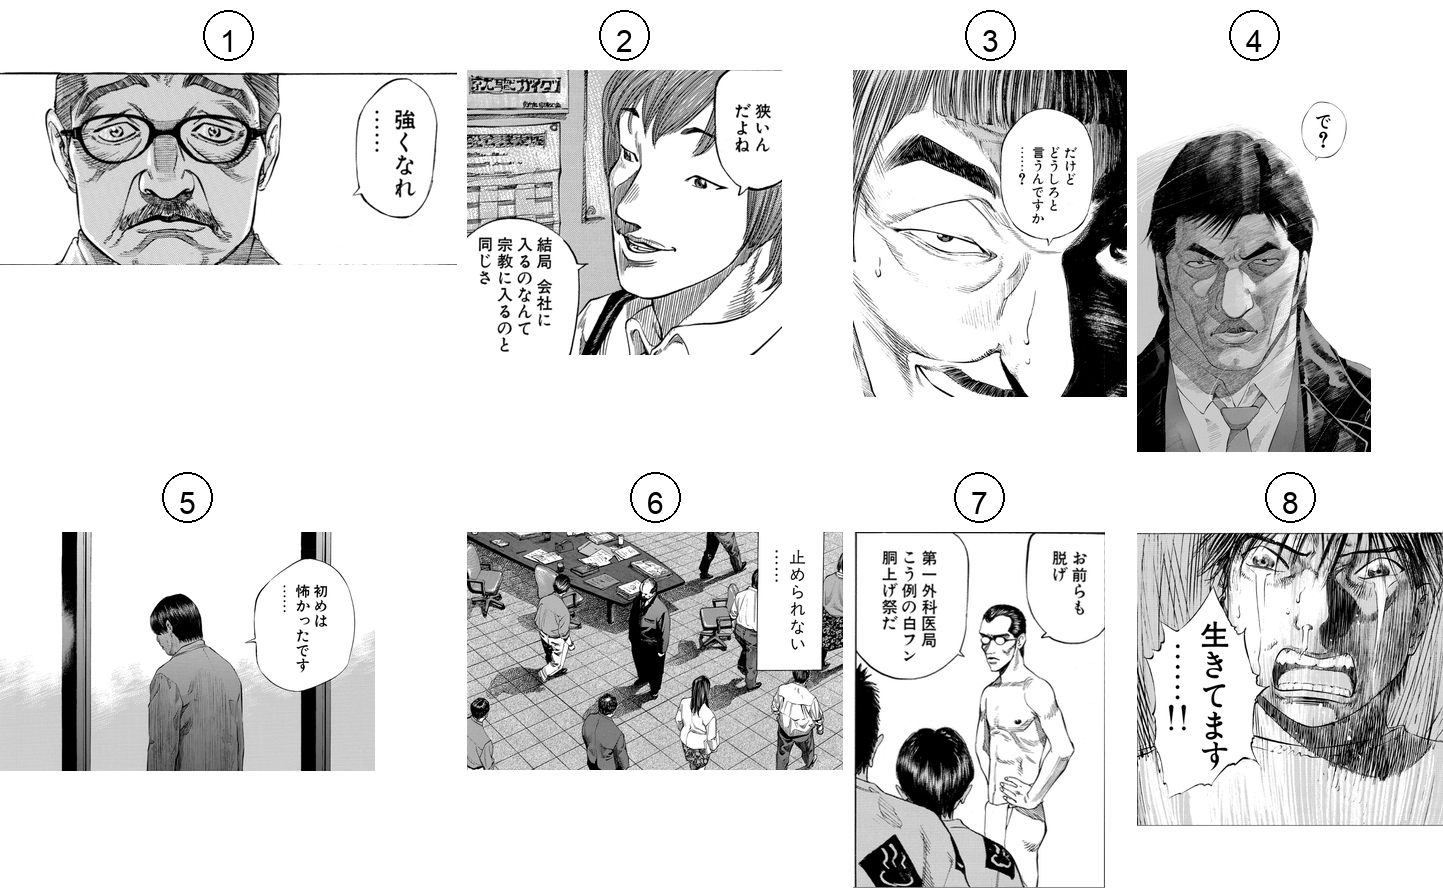 1
強くなれ
……
2
狭いん
だよね
結局 会社に
入るのなんて
宗教に入るのと
同じさ
3
だけど
どうしろと
言うんですか
……?
4
で?
5
初めは
怖かったです
……
6
止められない
……
7
お前らも
脱げ
第一外科医局
こう例の白フン
胴上げ祭だ
8
生きてます
……!!